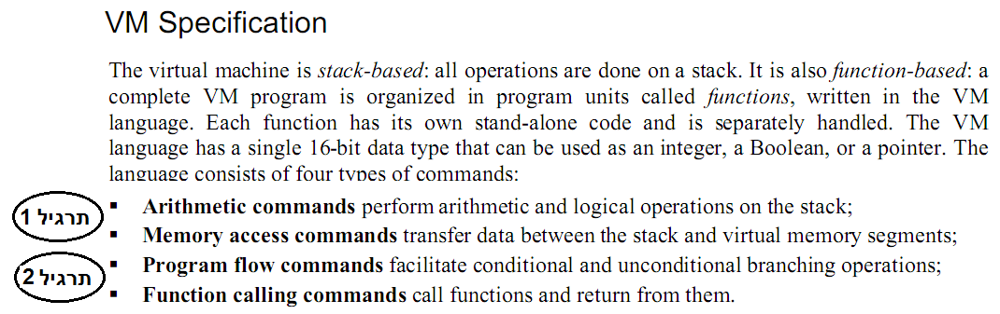 VM Specification
The virtual machine is stack-based: all operations are done on a stack. It is also function-based: a
complete VM program is organized in program units called functions, written in the VM
language. Each function has its own stand-alone code and is separately handled. The VM
language has a single 16-bit data type that can be used as an integer, a Boolean, or a pointer. The
language consists of four types of commands:
תרגיל 1
▪ Arithmetic commands perform arithmetic and logical operations on the stack;
▪ Memory access commands transfer data between the stack and virtual memory segments;
תרגיל 2
▪ Program flow commands facilitate conditional and unconditional branching operations;
▪ Function calling commands call functions and return from them.